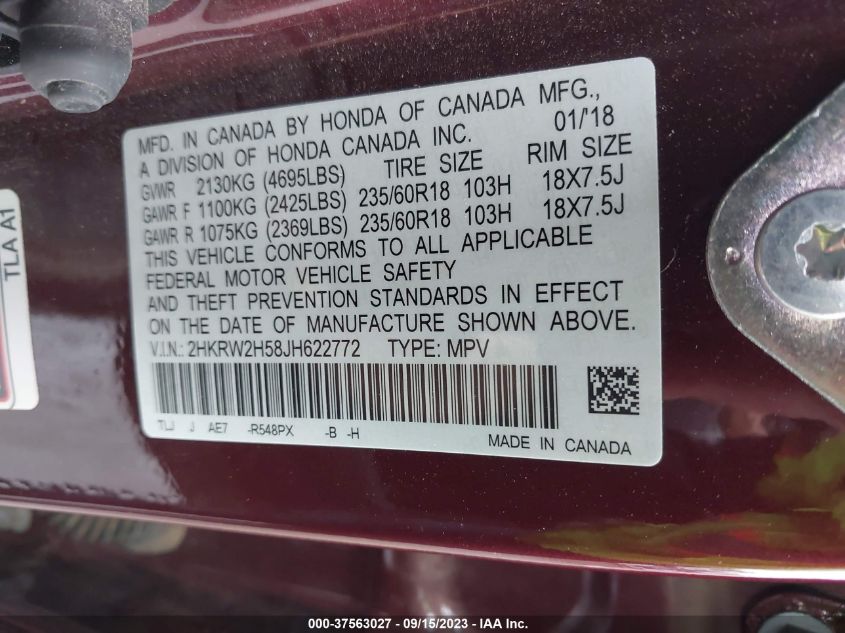 MFD. IN CANADA BY HONDA OF CANADA MFG.,
A DIVISION OF HONDA CANADA INC. 01/'18
GVWR 2130KG (4695LBS) TIRE SIZE RIM SIZE
GAWR F 1100KG (2425LBS) 235/60R18 103H 18X7.5J
GAWR R 1075KG (2369LBS) 235/60R18 103H 18X7.5J
THIS VEHICLE CONFORMS TO ALL APPLICABLE
FEDERAL MOTOR VEHICLE SAFETY
AND THEFT PREVENTION STANDARDS IN EFFECT
ON THE DATE OF MANUFACTURE SHOWN ABOVE.
V.I.N.: 2HKRW2H58JH622772 TYPE: MPV
TLJ J AE7 -R548PX -B -H
MADE IN CANADA
TLA A1
000-37563027 - 09/15/2023 - IAA Inc.